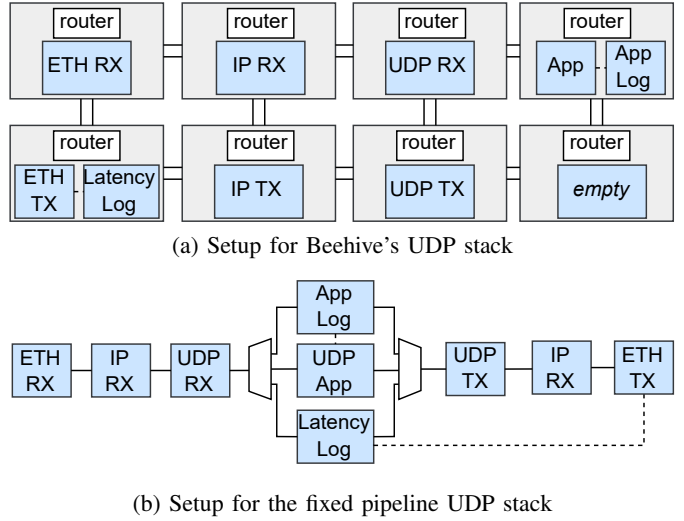 router router router router
ETH RX IP RX UDP RX App App
Log
router router router router
ETH
TX Latency
Log IP TX UDP TX empty
(a) Setup for Beehive's UDP stack
App
Log
ETH
RX IP
RX UDP
RX UDP
App UDP
TX IP
RX ETH
TX
Latency
Log
(b) Setup for the fixed pipeline UDP stack